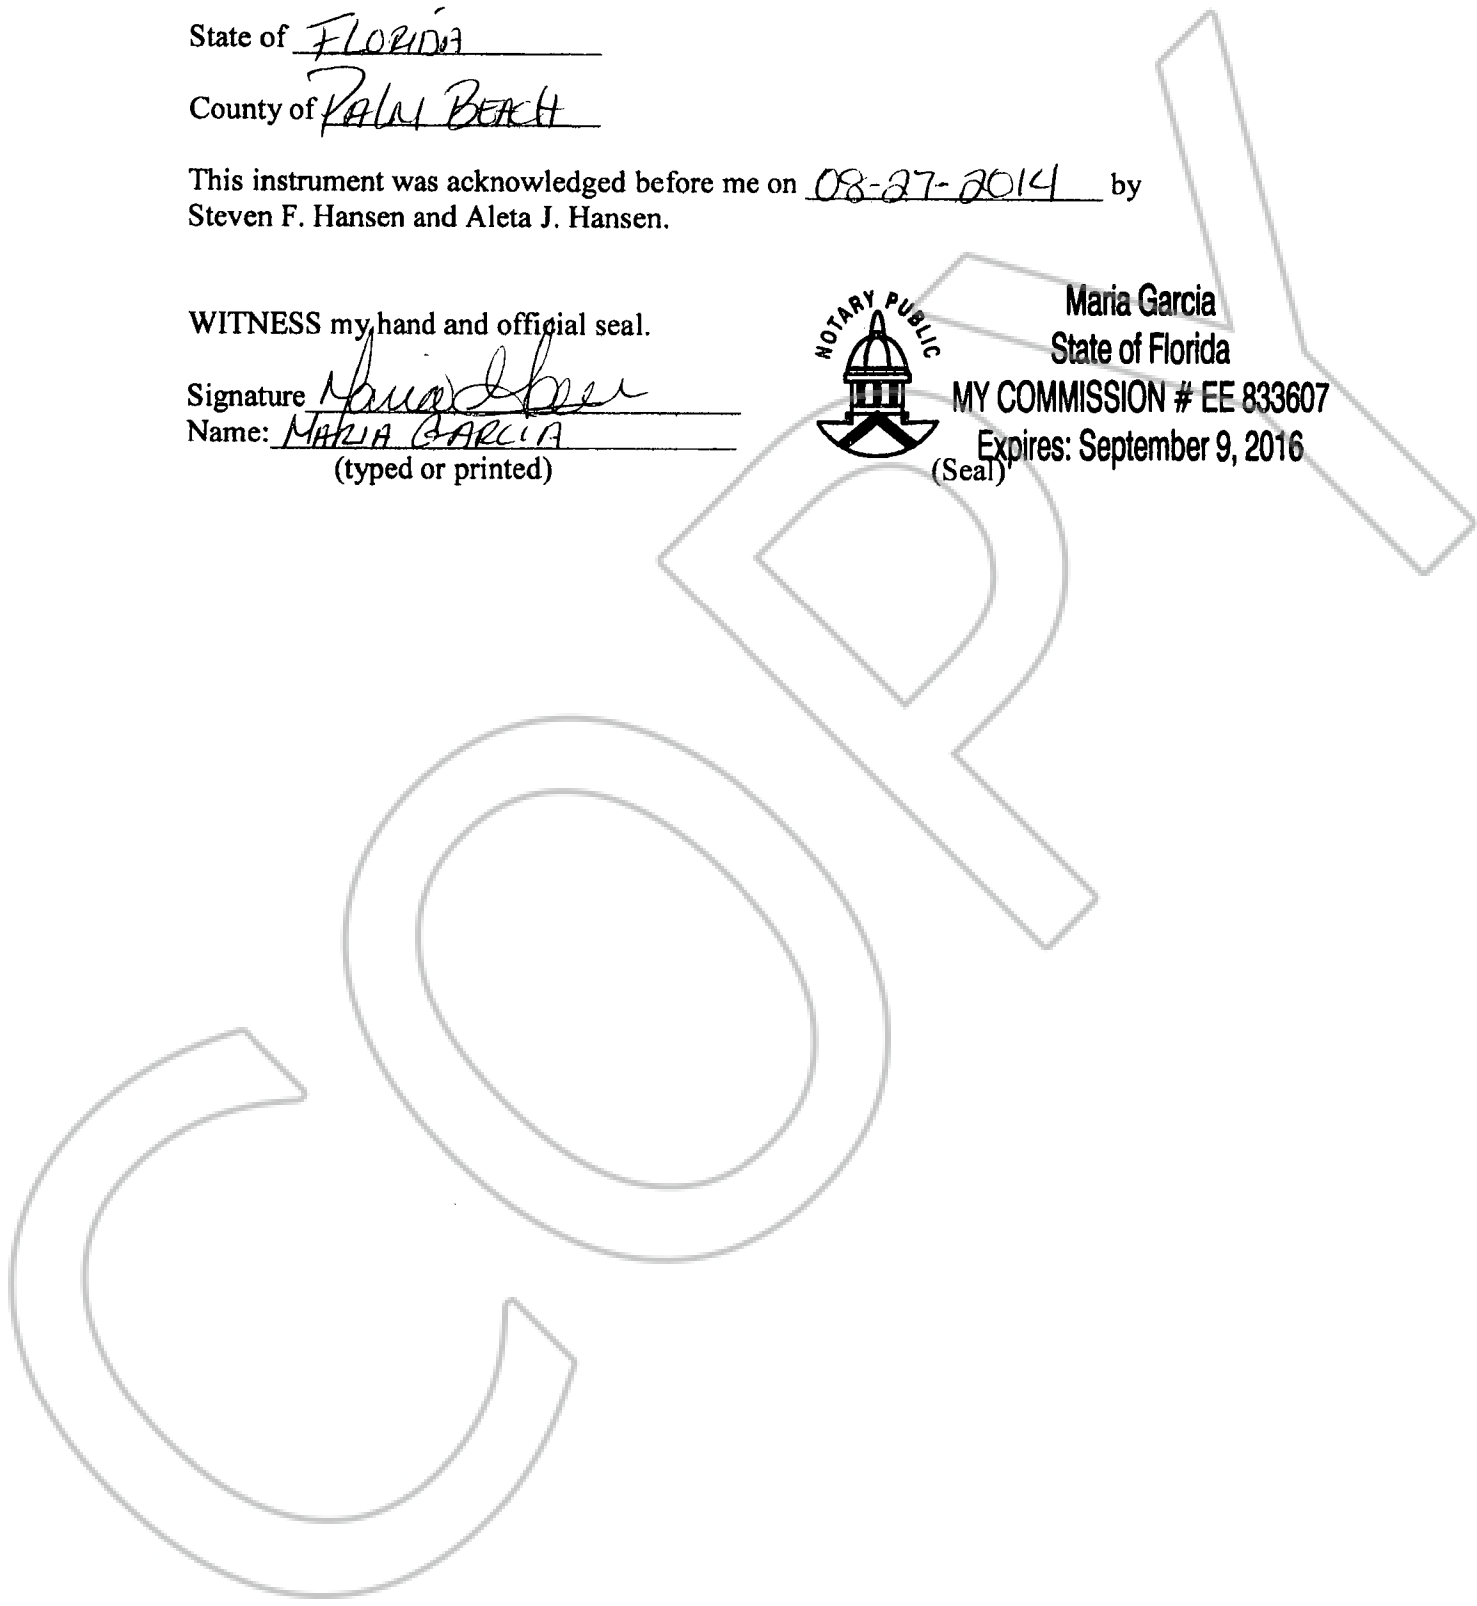 State of FLORIDA
County of PALM BEACH
This instrument was acknowledged before me on 08-27-2014 by
Steven F. Hansen and Aleta J. Hansen.
WITNESS my hand and official seal.
Signature Maria Garcia
Name: MARIA GARCIA
(typed or printed)
NOTARY PUBLIC
Maria Garcia
State of Florida
MY COMMISSION # EE 833607
Expires: September 9, 2016
(Seal)
COPY